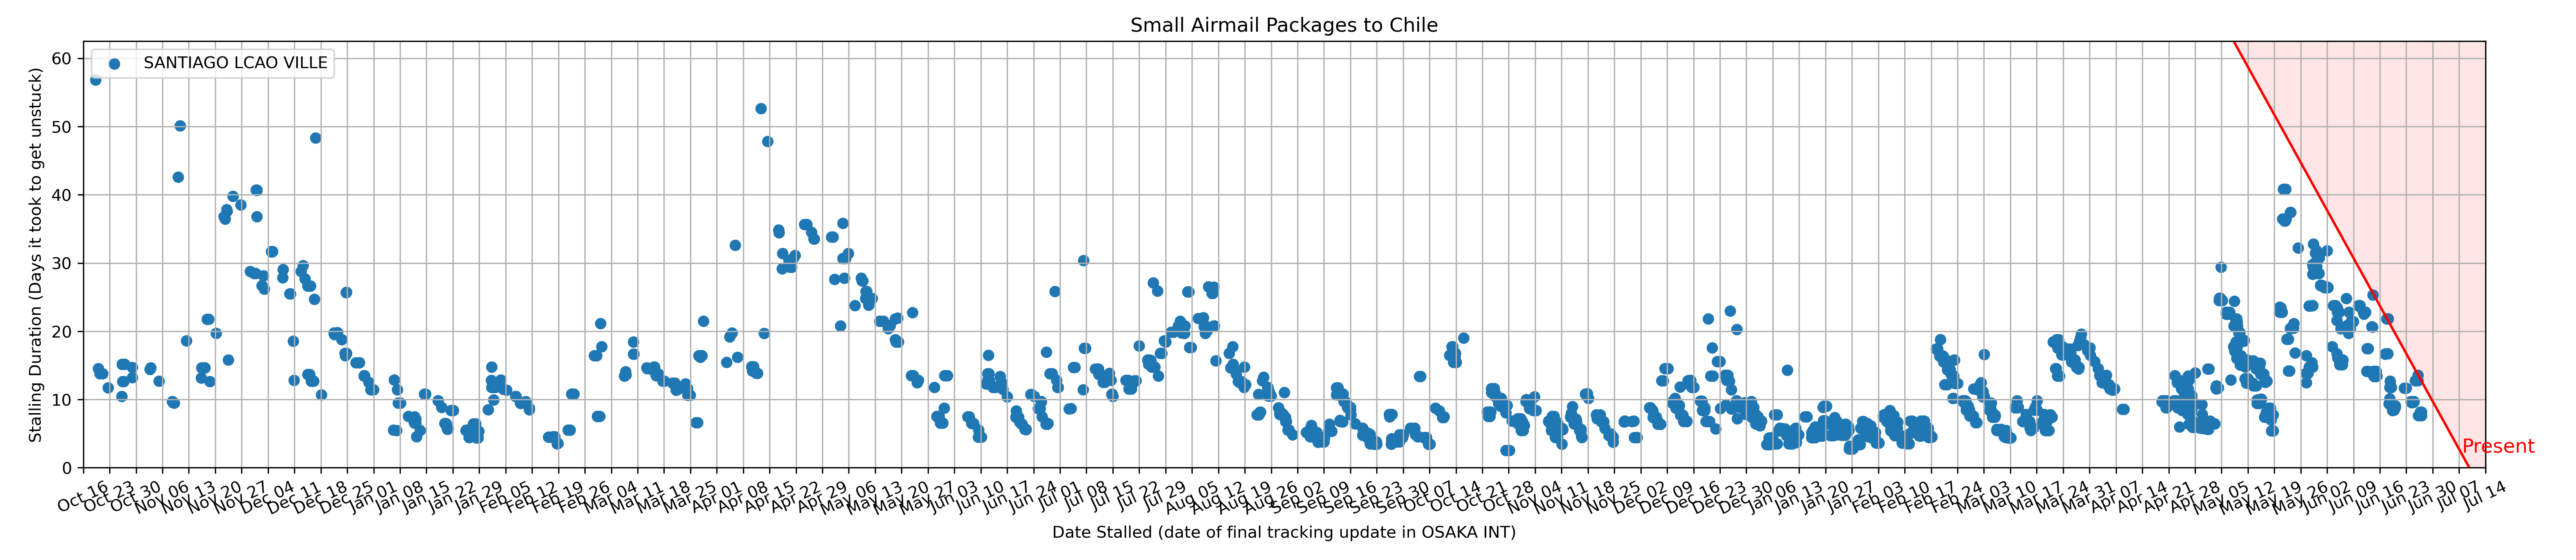 Small Airmail Packages to Chile
SANTIAGO LCAO VILLE
Stalling Duration (Days it took to get unstuck)
60
50
40
30
20
10
0
Present
Oct 16
Oct 23
Oct 30
Nov 06
Nov 13
Nov 20
Nov 27
Dec 04
Dec 11
Dec 18
Dec 25
Jan 01
Jan 08
Jan 15
Jan 22
Jan 29
Feb 05
Feb 12
Feb 19
Feb 26
Mar 04
Mar 11
Mar 18
Mar 25
Apr 01
Apr 08
Apr 15
Apr 22
Apr 29
May 06
May 13
May 20
May 27
Jun 03
Jun 10
Jun 17
Jun 24
Jul 01
Jul 08
Jul 15
Jul 22
Jul 29
Aug 05
Aug 12
Aug 19
Aug 26
Sep 02
Sep 09
Sep 16
Sep 23
Sep 30
Oct 07
Oct 14
Oct 21
Oct 28
Nov 04
Nov 11
Nov 18
Nov 25
Dec 02
Dec 09
Dec 16
Dec 23
Dec 30
Jan 06
Jan 13
Jan 20
Jan 27
Feb 03
Feb 10
Feb 17
Feb 24
Mar 03
Mar 10
Mar 17
Mar 24
Mar 31
Apr 07
Apr 14
Apr 21
Apr 28
May 05
May 12
May 19
May 26
Jun 02
Jun 09
Jun 16
Jun 23
Jun 30
Jul 07
Jul 14
Date Stalled (date of final tracking update in OSAKA INT)